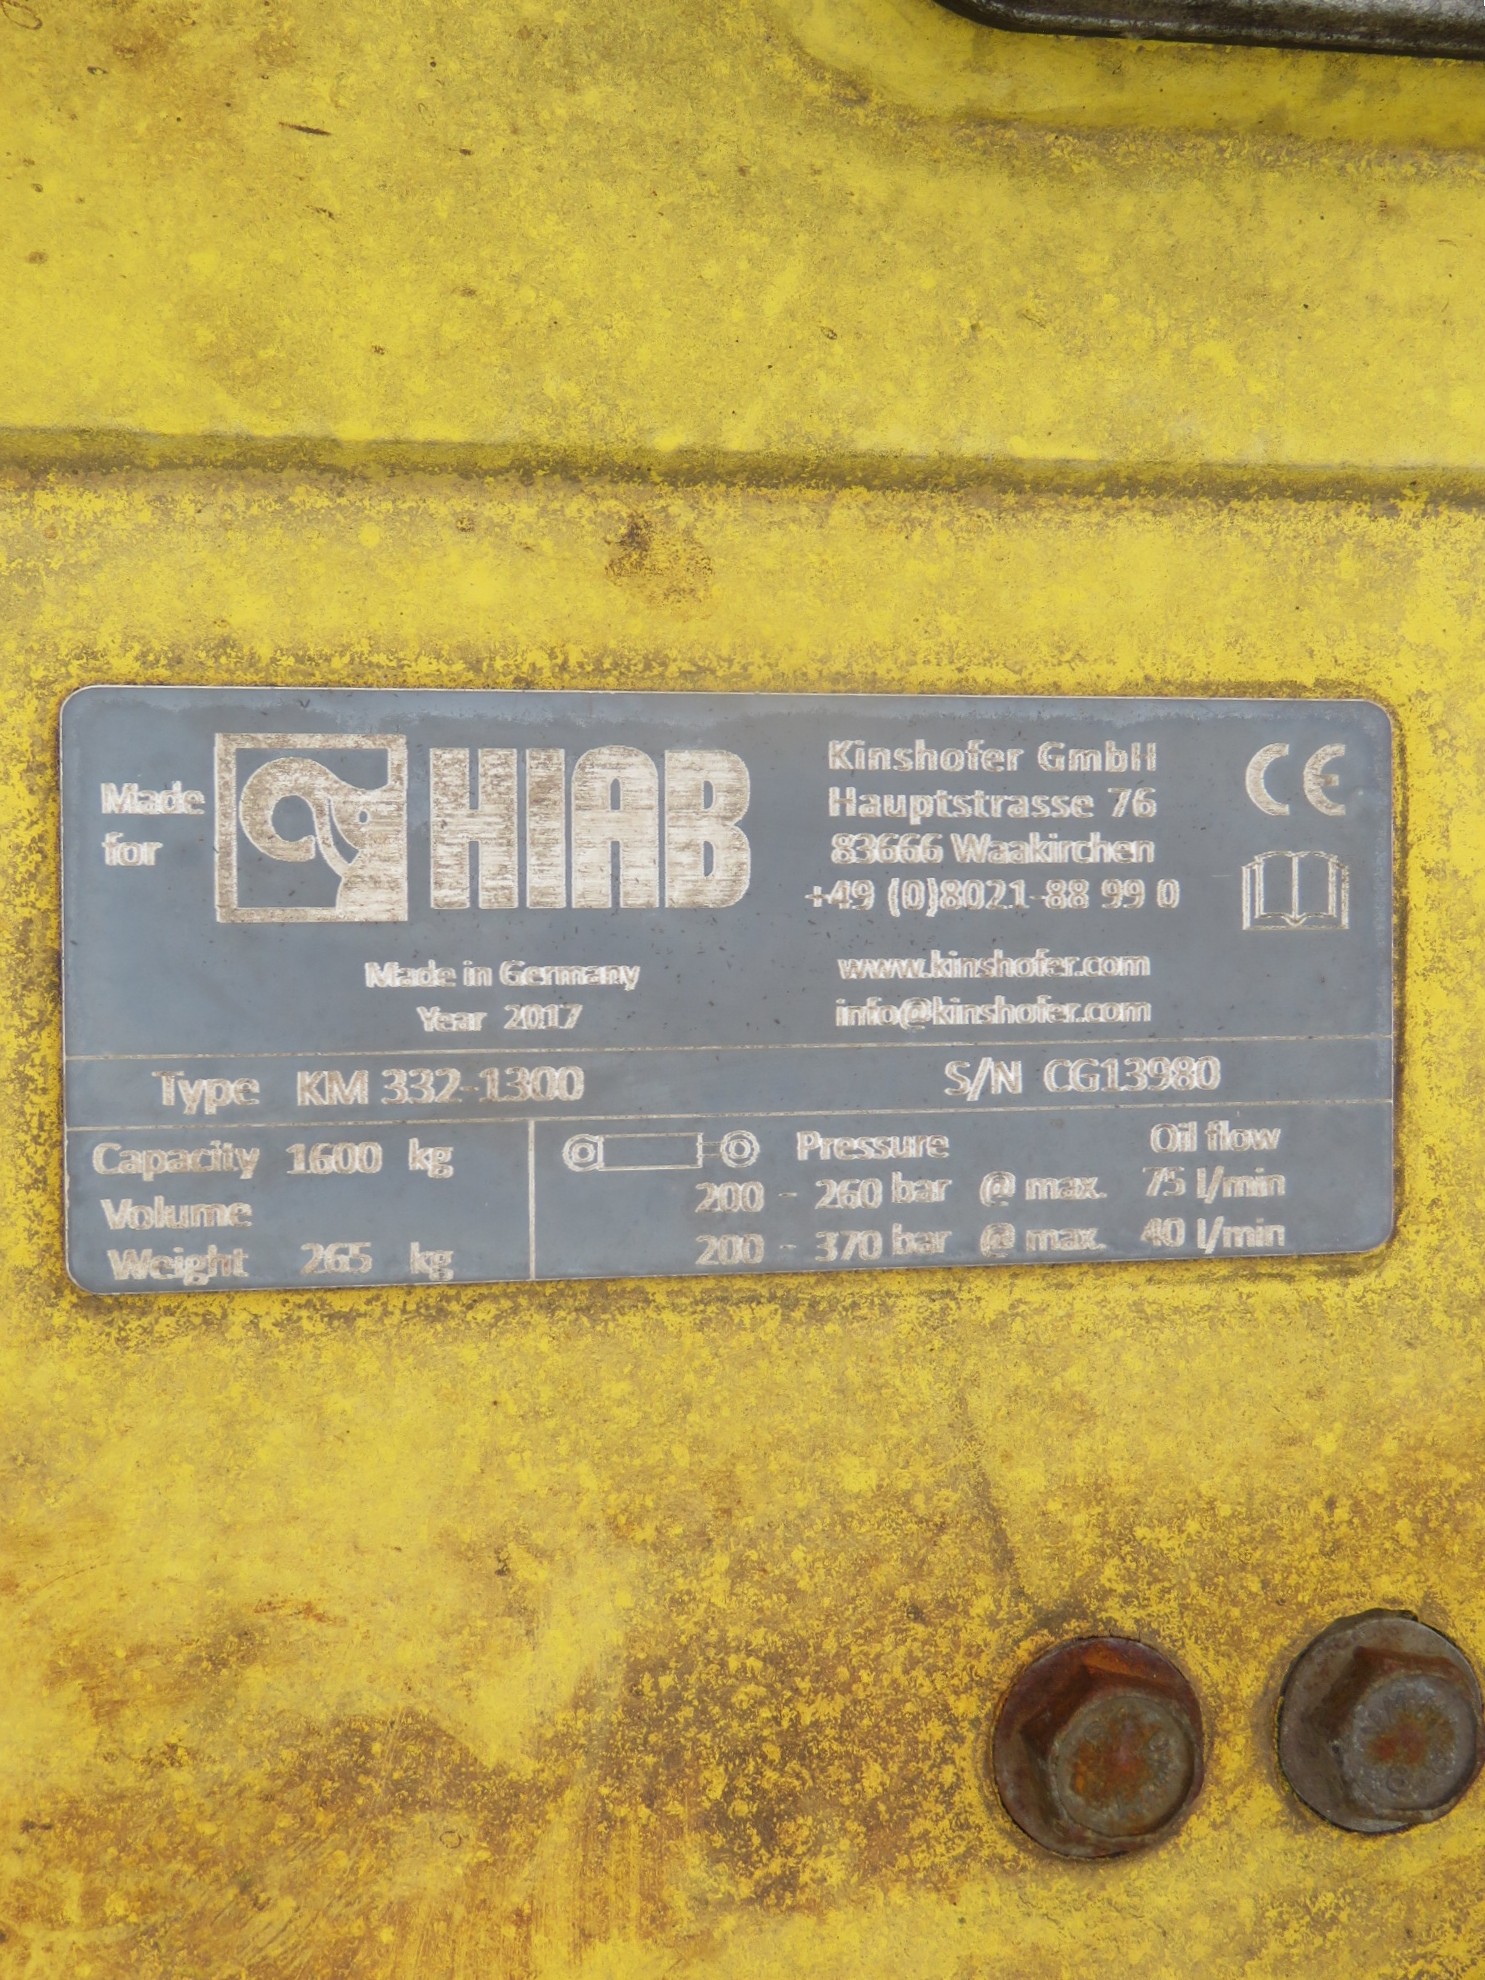 Made
for
HIAB
Kinshofer GmbH
Hauptstrasse 76
83666 Waakirchen
+49 (0)8021-88 99 0
CE
Made in Germany
Year 2017
www.kinshofer.com
info@kinshofer.com
Type KM 332-1300
S/N CG13980
Capacity 1600 kg
Volume
Weight 265 kg
Pressure Oil flow
200 - 260 bar @ max. 75 l/min
200 - 370 bar @ max. 40 l/min